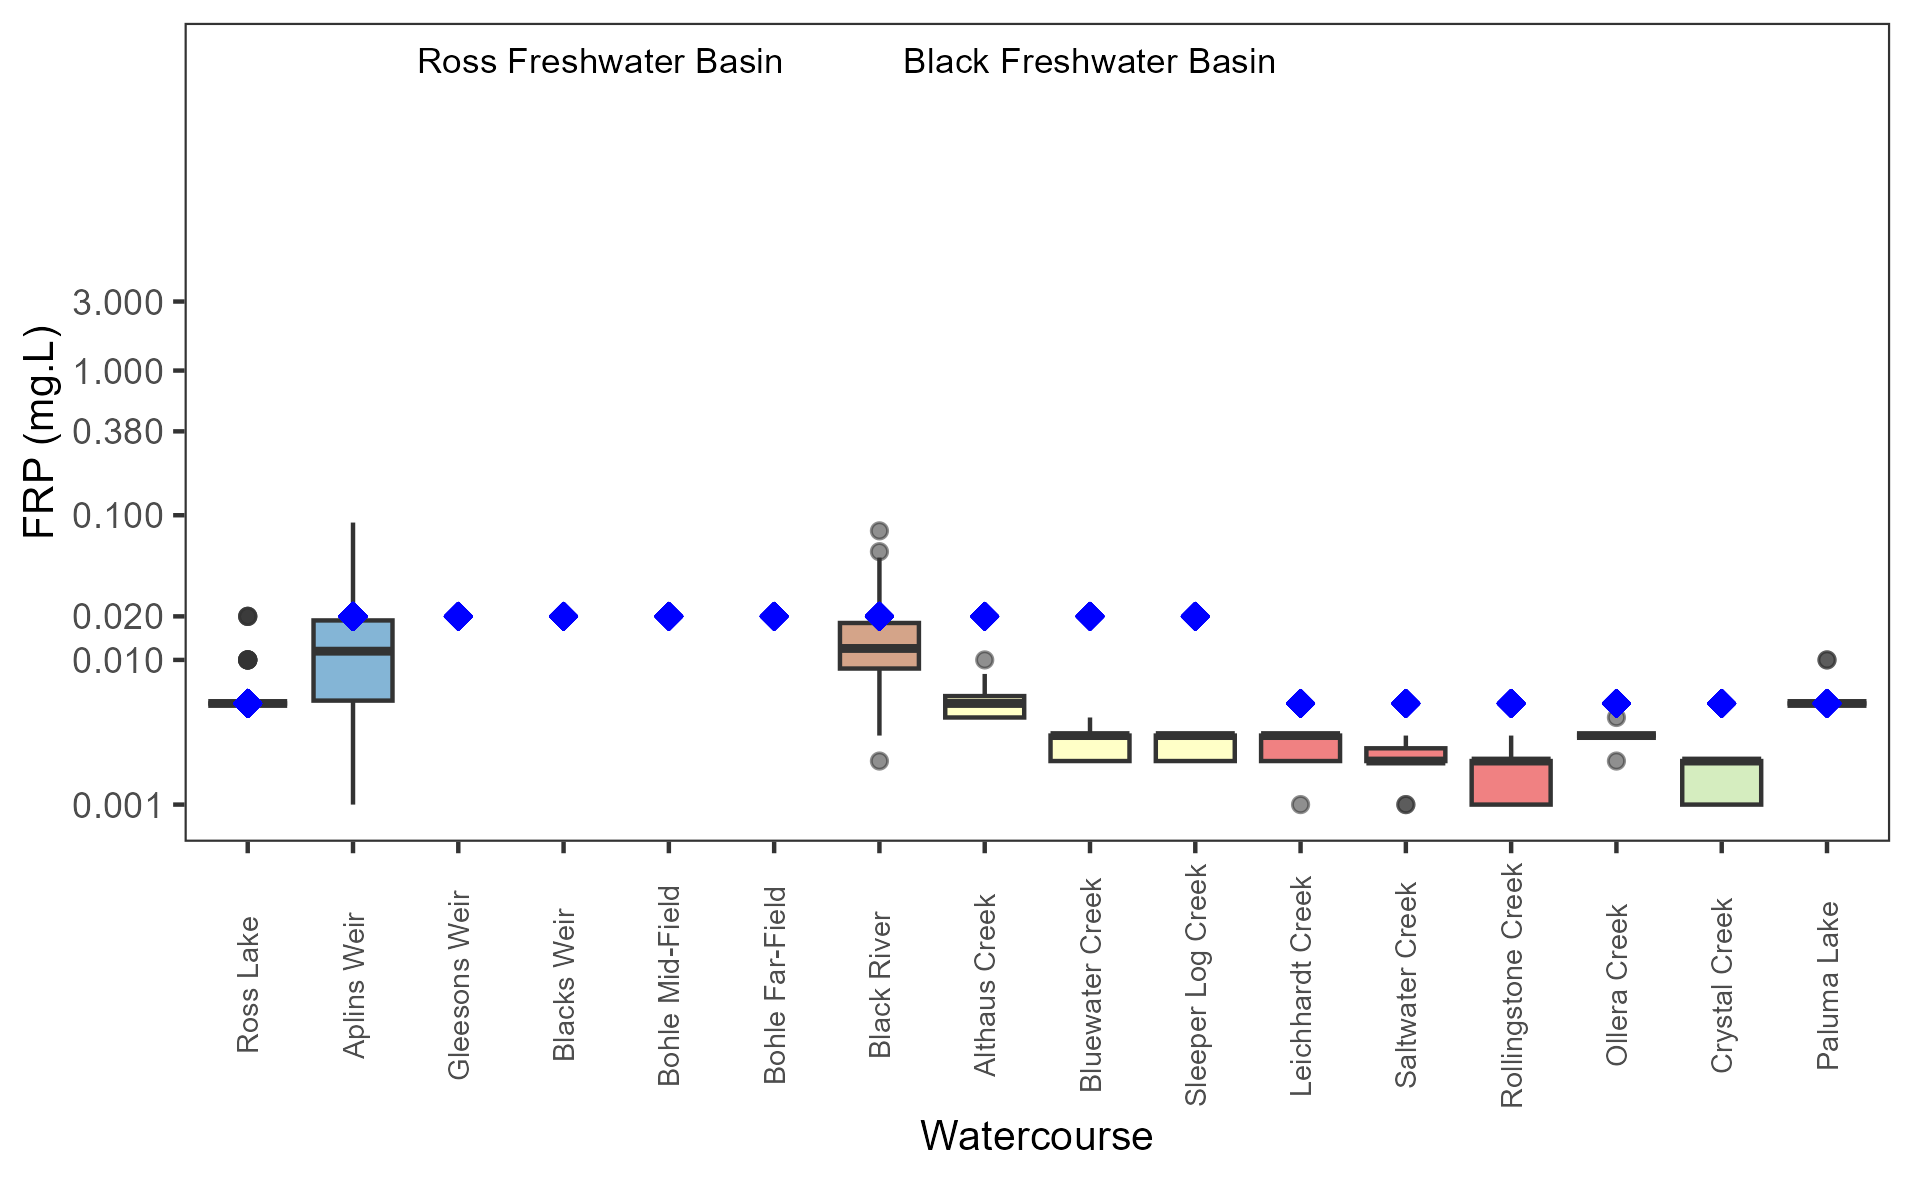 Ross Freshwater Basin
Black Freshwater Basin
FRP (mg.L)
3.000
1.000
0.380
0.100
0.020
0.010
0.001
Ross Lake
Aplins Weir
Gleesons Weir
Blacks Weir
Bohle Mid-Field
Bohle Far-Field
Black River
Althaus Creek
Bluewater Creek
Sleeper Log Creek
Leichhardt Creek
Saltwater Creek
Rollingstone Creek
Ollera Creek
Crystal Creek
Paluma Lake
Watercourse